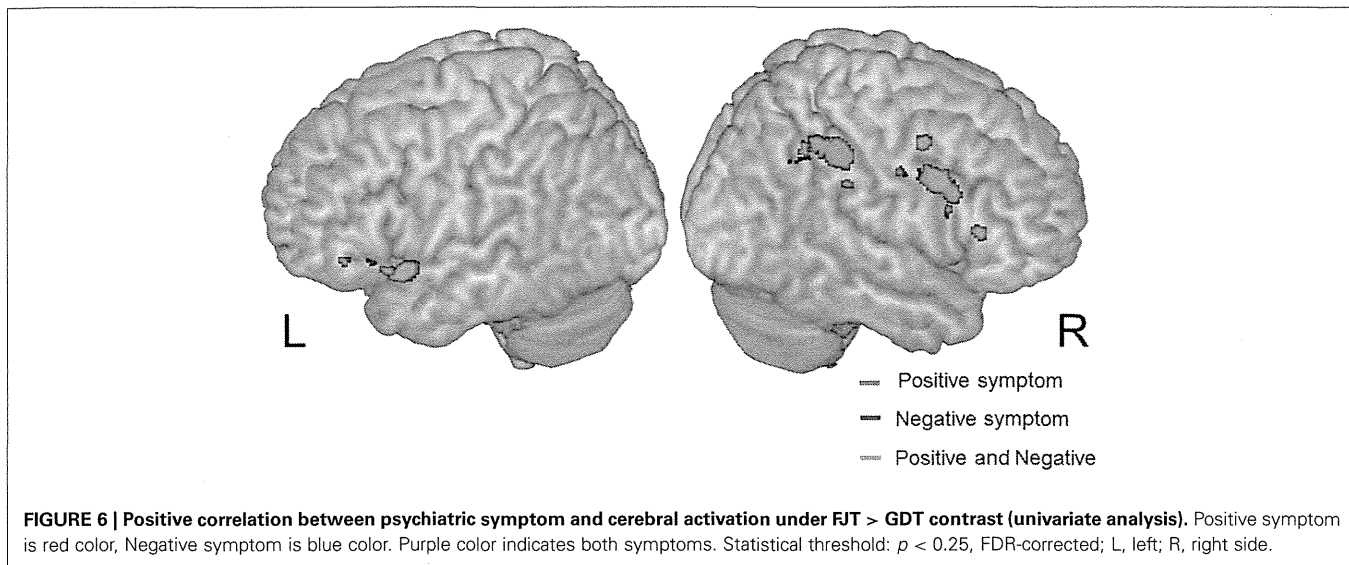 L
R
Positive symptom
Negative symptom
Positive and Negative
FIGURE 6 | Positive correlation between psychiatric symptom and cerebral activation under FJT > GDT contrast (univariate analysis). Positive symptom
is red color, Negative symptom is blue color. Purple color indicates both symptoms. Statistical threshold: p < 0.25, FDR-corrected; L, left; R, right side.